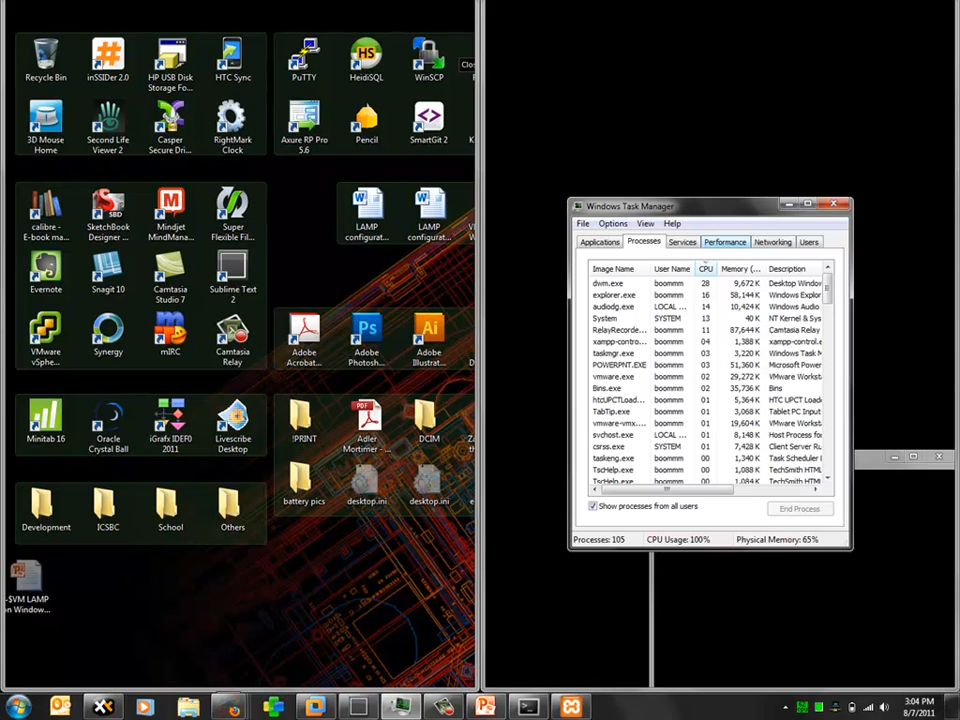 Recycle Bin
inSSIDer 2.0
HP USB Disk
Storage Fo...
HTC Sync
PuTTY
HeidiSQL
WinSCP
Clos
3D Mouse
Home
Second Life
Viewer 2
Casper
Secure Dri...
RightMark
Clock
Axure RP Pro
5.6
Pencil
SmartGit 2
calibre -
E-book ma...
SketchBook
Designer ...
Mindjet
MindMana...
Super
Flexible Fil...
LAMP
configurat...
LAMP
configurat...
Evernote
Snagit 10
Camtasia
Studio 7
Sublime Text
2
VMware
vSphe...
Synergy
mIRC
Camtasia
Relay
Adobe
Acrobat...
Adobe
Photosh...
Adobe
Illustrat...
Minitab 16
Oracle
Crystal Ball
iGrafx IDEF0
2011
Livescribe
Desktop
!PRINT
Adler
Mortimer - ...
DCIM
battery pics
desktop.ini
desktop.ini
Development
ICSBC
School
Others
~$VM LAMP
on Window...
Windows Task Manager
File Options View Help
Applications Processes Services Performance Networking Users
Image Name User Name CPU Memory (... Description
dwm.exe boommm 28 9,672 K Desktop Window
explorer.exe boommm 16 58,144 K Windows Explor
audiodg.exe LOCAL ... 14 10,424 K Windows Audio
System SYSTEM 13 40 K NT Kernel & Sy
RelayRecorde... boommm 11 87,644 K Camtasia Relay
xampp-contro... boommm 04 1,388 K xampp-control.e
taskmgr.exe boommm 03 3,220 K Windows Task M
POWERPNT.EXE boommm 03 51,360 K Microsoft Power
vmware.exe boommm 02 29,272 K VMware Workst
Bins.exe boommm 02 35,736 K Bins
htcUPCTLoad... boommm 01 5,364 K HTC UPCT Load
TabTip.exe boommm 01 3,068 K Tablet PC Input
vmware-vmx... boommm 01 19,604 K VMware Workst
svchost.exe LOCAL ... 01 8,148 K Host Process fo
csrss.exe SYSTEM 01 7,428 K Client Server Ru
taskeng.exe boommm 00 1,340 K Task Scheduler
TscHelp.exe boommm 00 1,088 K TechSmith HTML
TscHelp.exe boommm 00 1,084 K TechSmith HTML
Show processes from all users
End Process
Processes: 105 CPU Usage: 100% Physical Memory: 65%
3:04 PM
8/7/2011